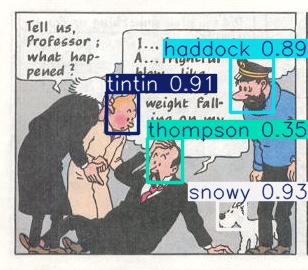 Tell us,
Professor:
what hap-
pened?
I...
A... frightful
weight fall-
ing on my
haddock 0.89
tintin 0.91
thompson 0.35
snowy 0.93